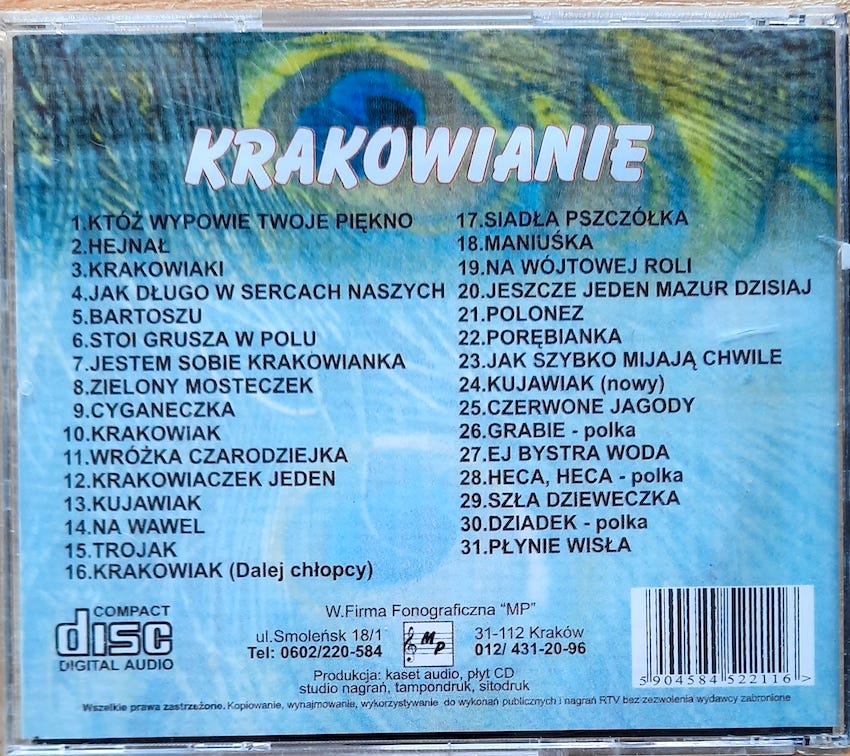 KRAKOWIANIE
1.KTÓŻ WYPOWIE TWOJE PIĘKNO
2.HEJNAŁ
3.KRAKOWIAKI
4.JAK DŁUGO W SERCACH NASZYCH
5.BARTOSZU
6.STOI GRUSZA W POLU
7.JESTEM SOBIE KRAKOWIANKA
8.ZIELONY MOSTECZEK
9.CYGANECZKA
10.KRAKOWIAK
11.WRÓŻKA CZARODZIEJKA
12.KRAKOWIACZEK JEDEN
13.KUJAWIAK
14.NA WAWEL
15.TROJAK
16.KRAKOWIAK (Dalej chłopcy)
17.SIADŁA PSZCZÓŁKA
18.MANIUŚKA
19.NA WÓJTOWEJ ROLI
20.JESZCZE JEDEN MAZUR DZISIAJ
21.POLONEZ
22.PORĘBIANKA
23.JAK SZYBKO MIJAJĄ CHWILE
24.KUJAWIAK (nowy)
25.CZERWONE JAGODY
26.GRABIE - polka
27.EJ BYSTRA WODA
28.HECA, HECA - polka
29.SZŁA DZIEWECZKA
30.DZIADEK - polka
31.PŁYNIE WISŁA
COMPACT
disc
DIGITAL AUDIO
W.Firma Fonograficzna "MP"
ul.Smoleńsk 18/1
Tel: 0602/220-584
MP
31-112 Kraków
012/ 431-20-96
Produkcja: kaset audio, płyt CD
studio nagrań, tampondruk, sitodruk
5 904584 522116 >
Wszelkie prawa zastrzeżone. Kopiowanie, wynajmowanie, wykorzystywanie do wykonań publicznych i nagrań RTV bez zezwolenia wydawcy zabronione